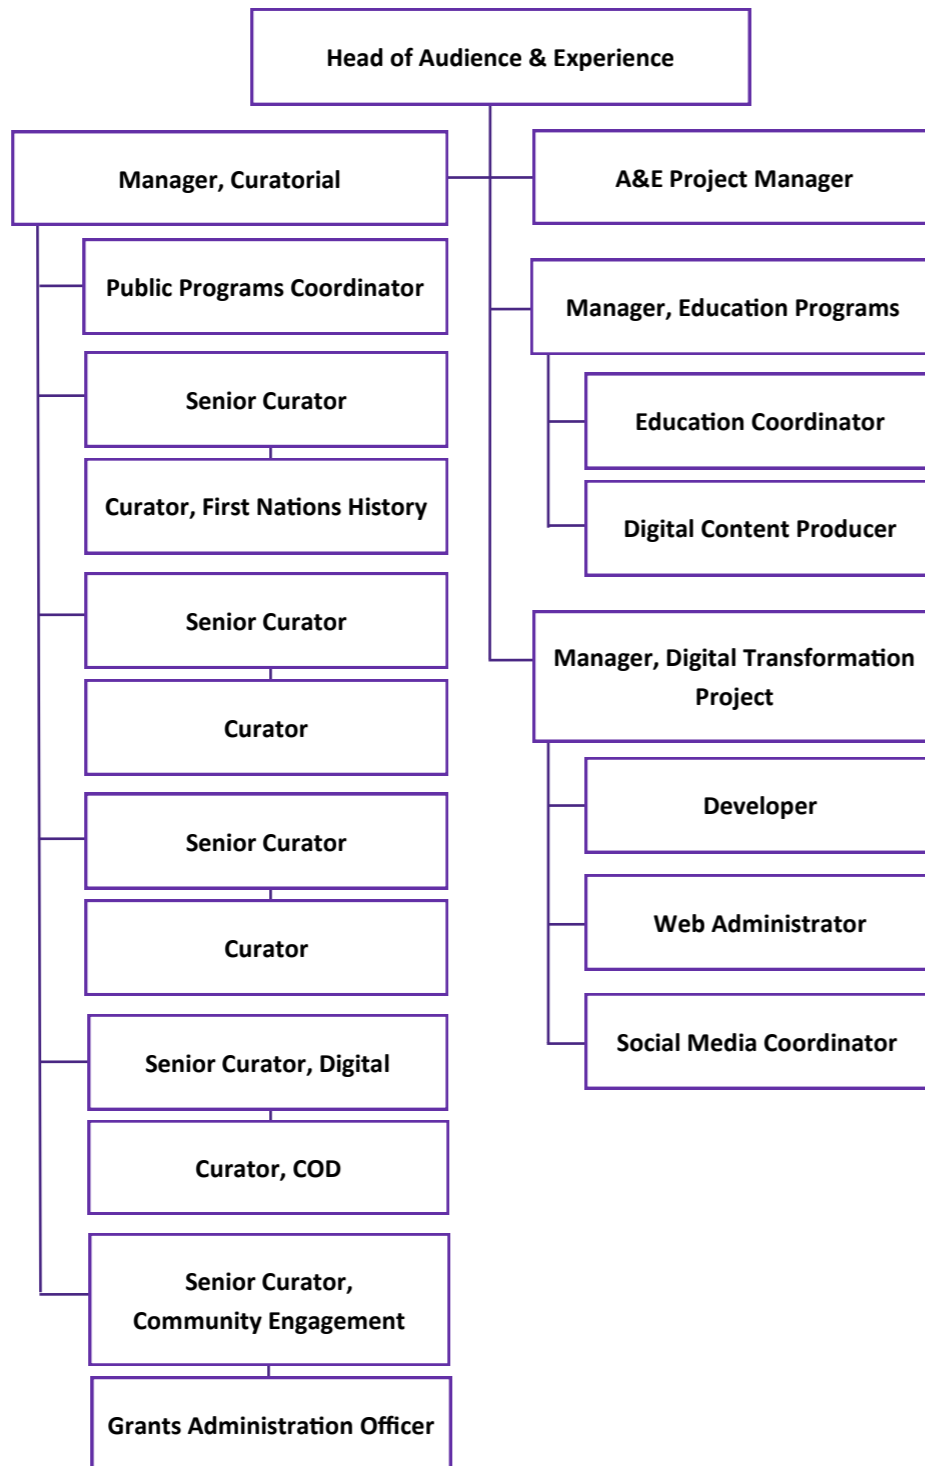 Head of Audience & Experience
Manager, Curatorial
Public Programs Coordinator
Senior Curator
Curator, First Nations History
Senior Curator
Curator
Senior Curator
Curator
Senior Curator, Digital
Curator, COD
Senior Curator,
Community Engagement
Grants Administration Officer
A&E Project Manager
Manager, Education Programs
Education Coordinator
Digital Content Producer
Manager, Digital Transformation
Project
Developer
Web Administrator
Social Media Coordinator